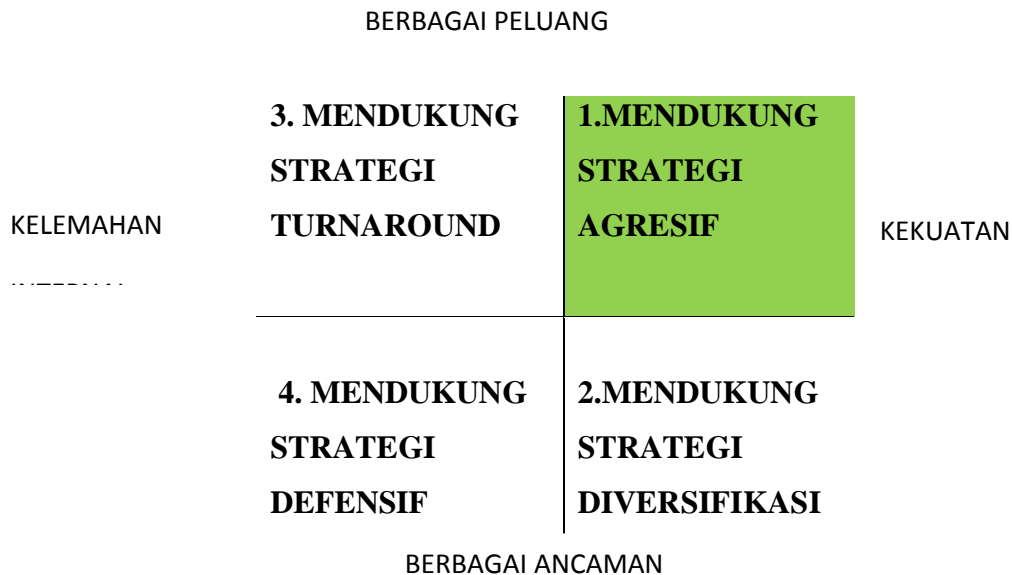 BERBAGAI PELUANG
3. MENDUKUNG
STRATEGI
TURNAROUND
1.MENDUKUNG
STRATEGI
AGRESIF
KELEMAHAN
KEKUATAN
4. MENDUKUNG
STRATEGI
DEFENSIF
2.MENDUKUNG
STRATEGI
DIVERSIFIKASI
BERBAGAI ANCAMAN